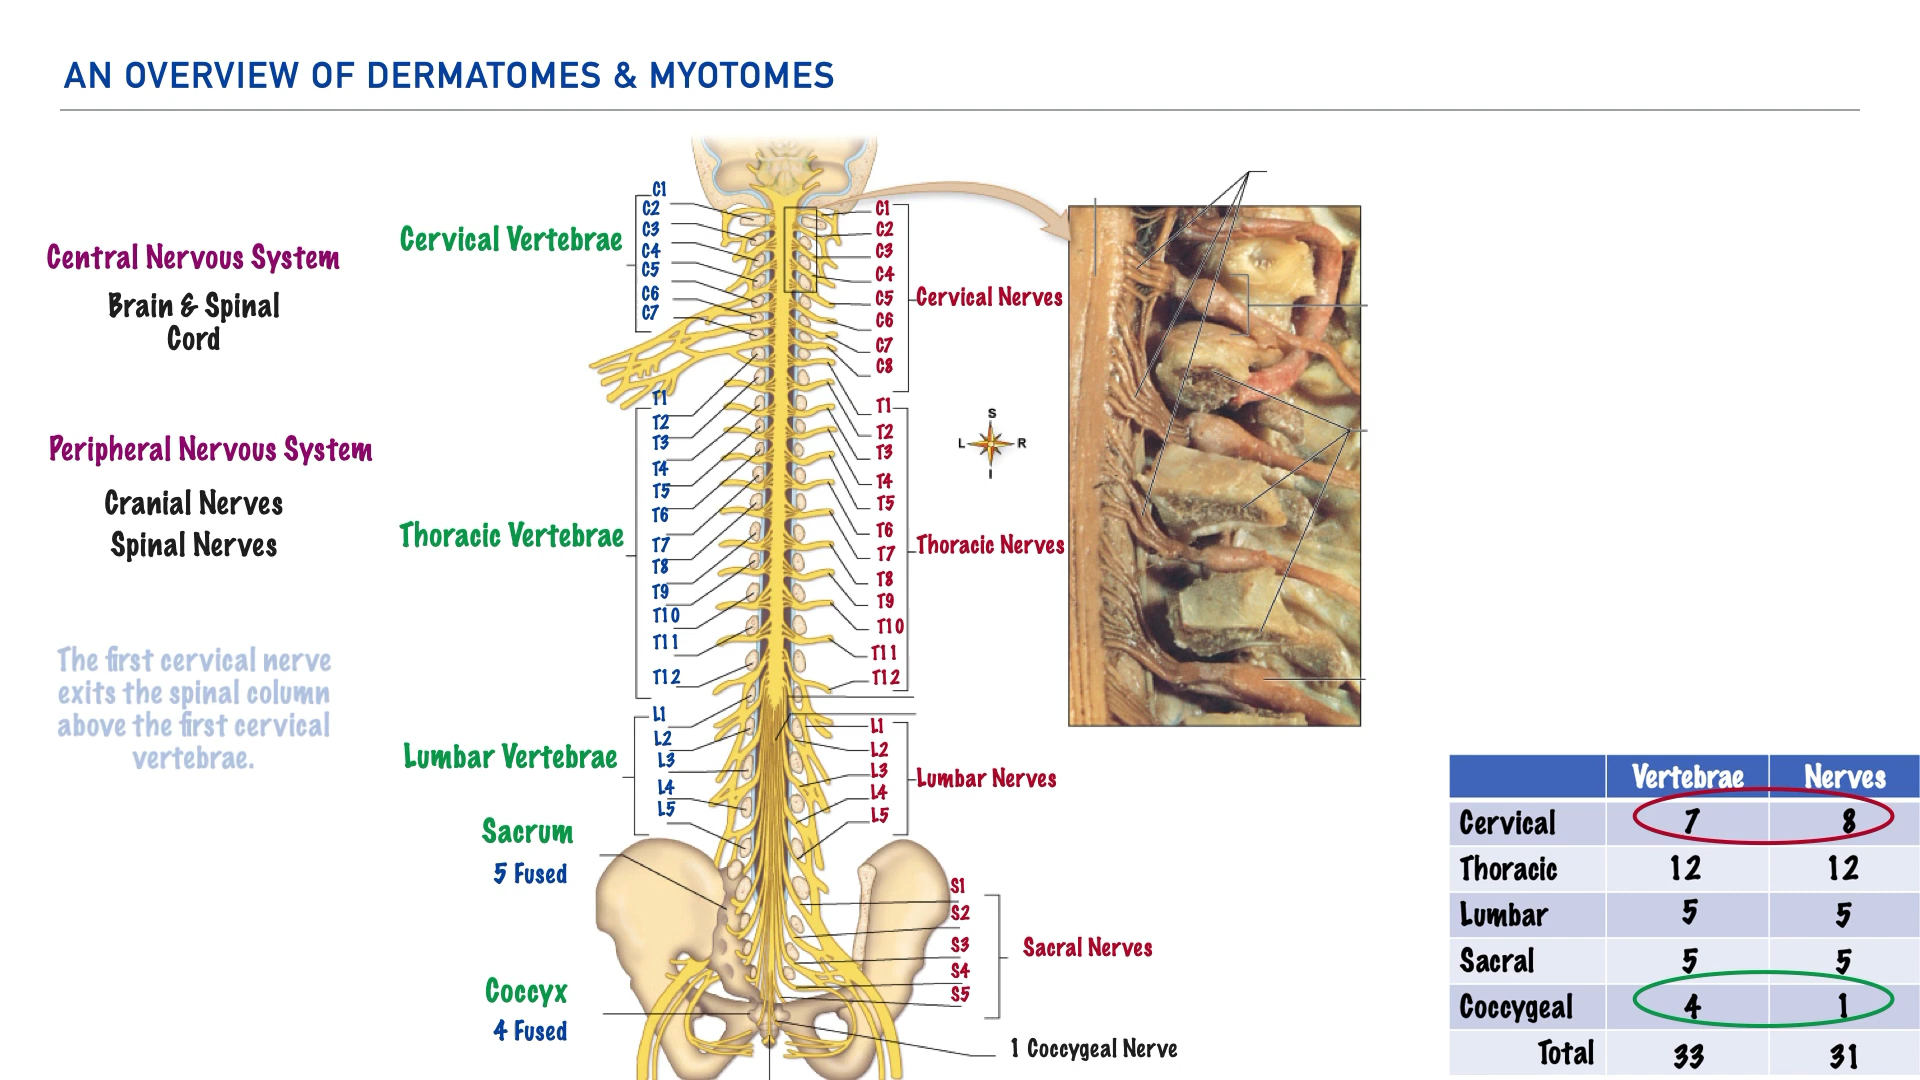 AN OVERVIEW OF DERMATOMES & MYOTOMES
Central Nervous System
Brain & Spinal
Cord
Peripheral Nervous System
Cranial Nerves
Spinal Nerves
The first cervical nerve
exits the spinal column
above the first cervical
vertebrae.
Cervical Vertebrae
C1
C2
C3
C4
C5
C6
C7
Thoracic Vertebrae
T1
T2
T3
T4
T5
T6
T7
T8
T9
T10
T11
T12
Lumbar Vertebrae
L1
L2
L3
L4
L5
Sacrum
5 Fused
Coccyx
4 Fused
C1
C2
C3
C4
C5
C6
C7
C8
Cervical Nerves
T1
T2
T3
T4
T5
T6
T7
T8
T9
T10
T11
T12
Thoracic Nerves
L1
L2
L3
L4
L5
Lumbar Nerves
S1
S2
S3
S4
S5
Sacral Nerves
1 Coccygeal Nerve
S
L R
I
Vertebrae Nerves
Cervical 7 8
Thoracic 12 12
Lumbar 5 5
Sacral 5 5
Coccygeal 4 1
Total 33 31